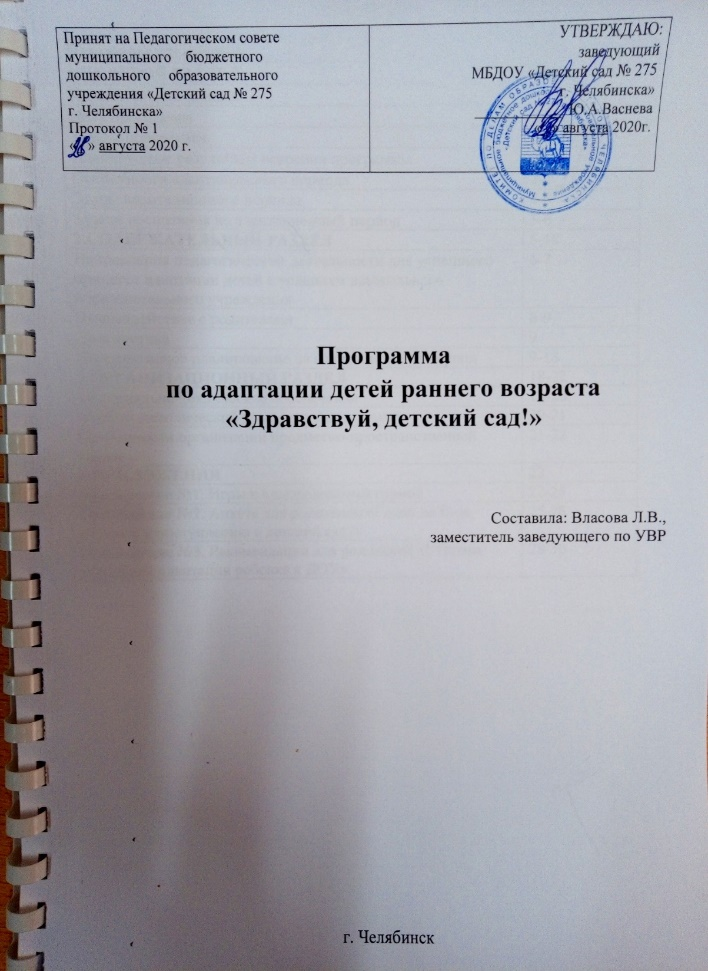 Принят на Педагогическом совете
муниципального бюджетного
дошкольного образовательного
учреждения «Детский сад № 275
г. Челябинска»
Протокол № 1
« » августа 2020 г.
УТВЕРЖДАЮ:
заведующий
МБДОУ «Детский сад № 275
г. Челябинска»
Ю.А.Васнева
августа 2020г.
Программа
по адаптации детей раннего возраста
«Здравствуй, детский сад!»
Составила: Власова Л.В.,
заместитель заведующего по УВР
г. Челябинск